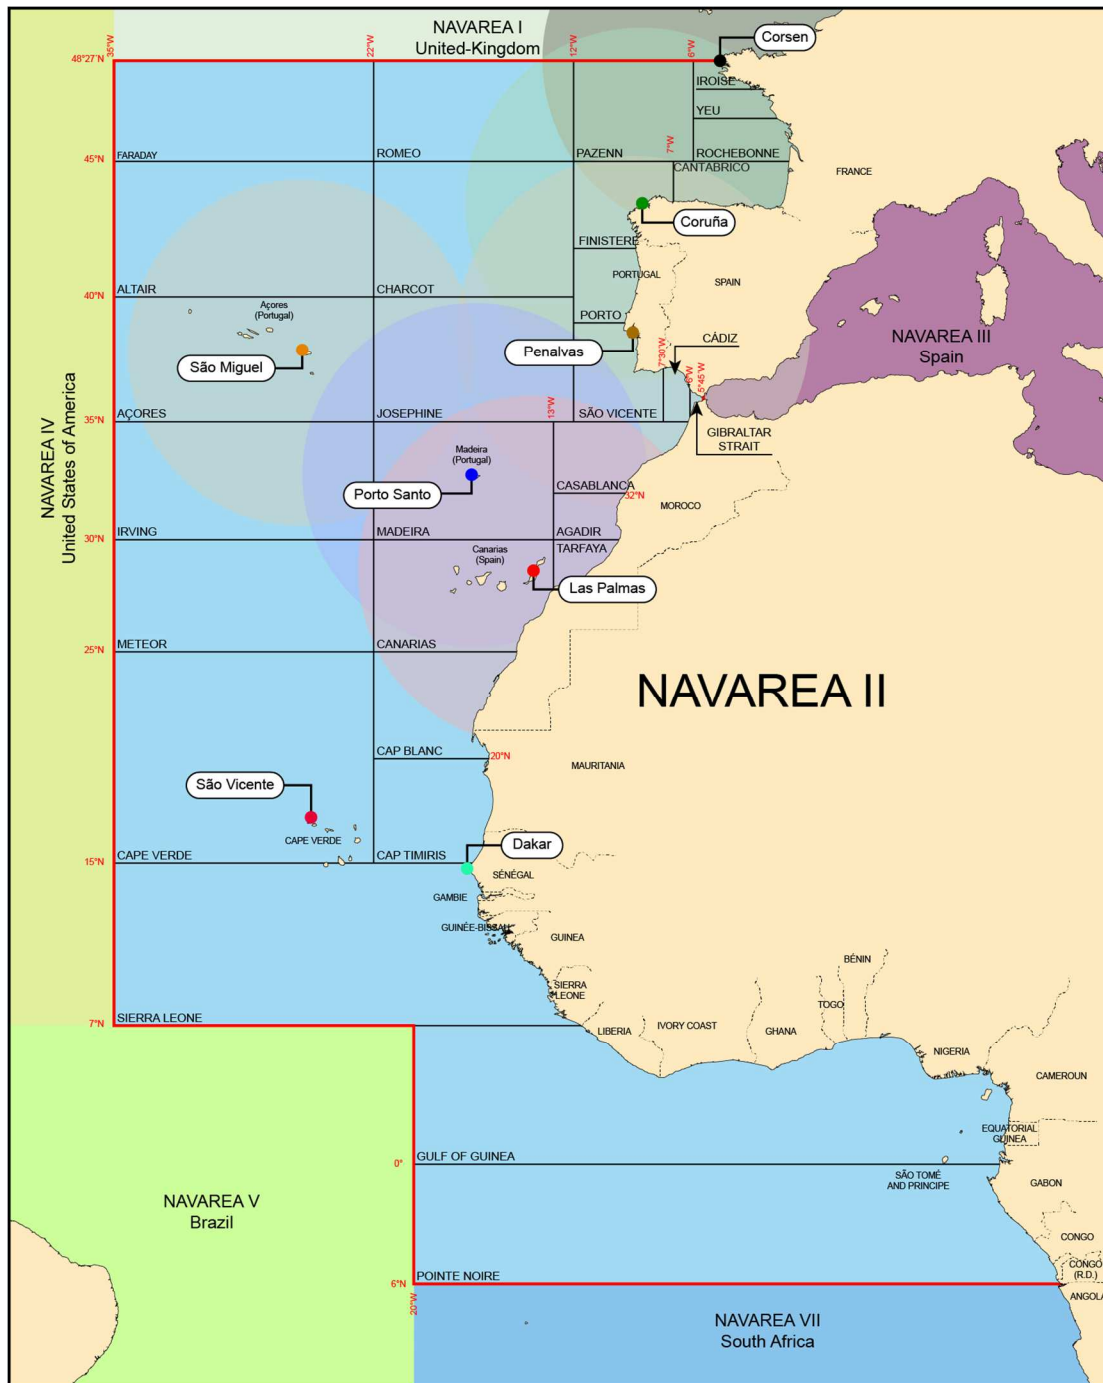 NAVAREA I
United-Kingdom
Corsen
35°W
22°W
12°W
6°W
48°27'N
IROISE
YEU
45°N
FARADAY
ROMEO
PAZENN
7°W
ROCHEBONNE
CANTABRICO
FRANCE
Coruña
FINISTERE
PORTUGAL
SPAIN
40°N
ALTAIR
CHARCOT
Açores
(Portugal)
PORTO
CÁDIZ
NAVAREA III
Spain
São Miguel
Penalvas
7°30'W
6°W
5°45'W
35°N
AÇORES
JOSEPHINE
13°W
SÃO VICENTE
GIBRALTAR
STRAIT
NAVAREA IV
United States of America
Madeira
(Portugal)
Porto Santo
CASABLANCA
32°N
MOROCO
30°N
IRVING
MADEIRA
AGADIR
TARFAYA
Canarias
(Spain)
Las Palmas
25°N
METEOR
CANARIAS
NAVAREA II
CAP BLANC
20°N
MAURITANIA
São Vicente
CAPE VERDE
Dakar
15°N
CAPE VERDE
CAP TIMIRIS
SÉNÉGAL
GAMBIE
GUINÉE-BISSAU
GUINEA
SIERRA
LEONE
BÉNIN
TOGO
7°N
SIERRA LEONE
LIBERIA
IVORY COAST
GHANA
NIGERIA
CAMEROUN
EQUATORIAL
GUINEA
0°
GULF OF GUINEA
SÃO TOMÉ
AND PRINCIPE
GABON
NAVAREA V
Brazil
CONGO
CONGO
(R.D.)
6°N
POINTE NOIRE
20°W
ANGOLA
NAVAREA VII
South Africa